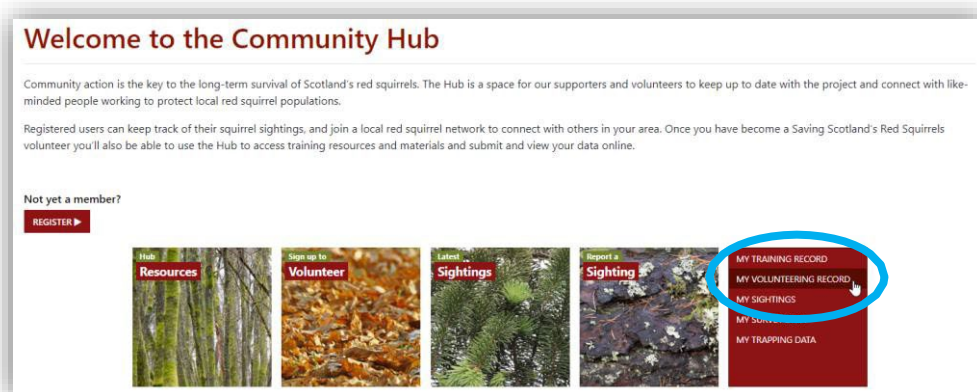 Welcome to the Community Hub
Community action is the key to the long-term survival of Scotland's red squirrels. The Hub is a space for our supporters and volunteers to keep up to date with the project and connect with like-
minded people working to protect local red squirrel populations.
Registered users can keep track of their squirrel sightings, and join a local red squirrel network to connect with others in your area. Once you have become a Saving Scotland's Red Squirrels
volunteer you'll also be able to use the Hub to access training resources and materials and submit and view your data online.
Not yet a member?
REGISTER ▶
Hub
Resources
Sign up to
Volunteer
Latest
Sightings
Report a
Sighting
MY TRAINING RECORD
MY VOLUNTEERING RECORD
MY SIGHTINGS
MY
MY TRAPPING DATA